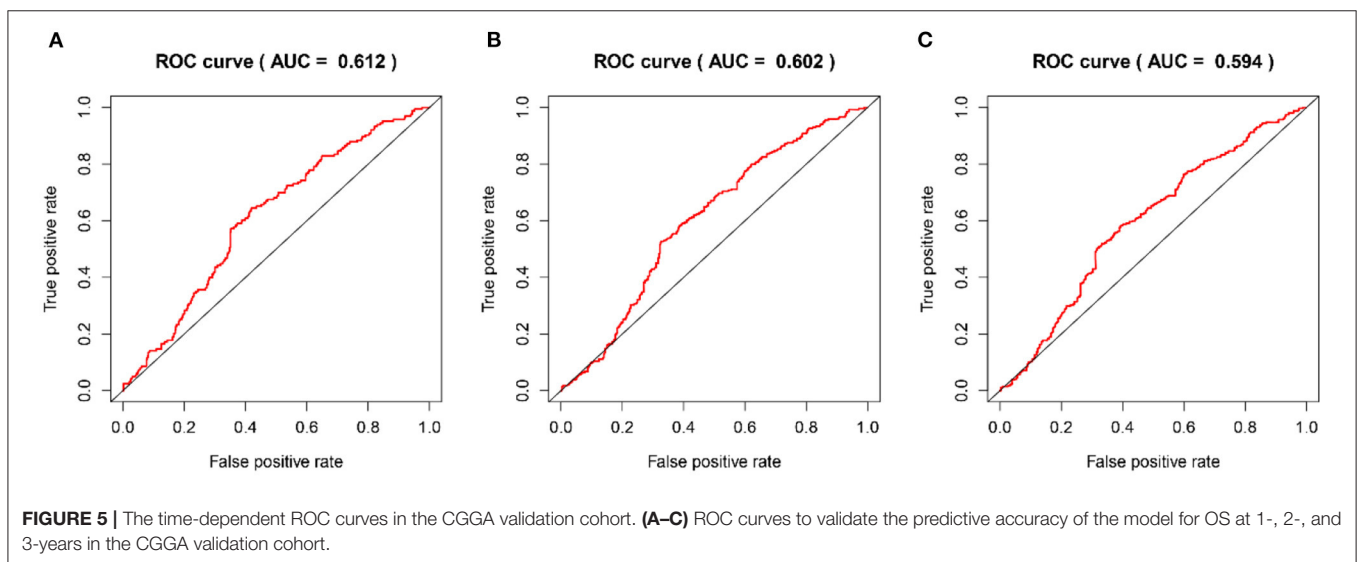 A
ROC curve ( AUC = 0.612 )
True positive rate
1.0
0.8
0.6
0.4
0.2
0.0
0.0 0.2 0.4 0.6 0.8 1.0
False positive rate
B
ROC curve ( AUC = 0.602 )
True positive rate
1.0
0.8
0.6
0.4
0.2
0.0
0.0 0.2 0.4 0.6 0.8 1.0
False positive rate
C
ROC curve ( AUC = 0.594 )
True positive rate
1.0
0.8
0.6
0.4
0.2
0.0
0.0 0.2 0.4 0.6 0.8 1.0
False positive rate
FIGURE 5 | The time-dependent ROC curves in the CGGA validation cohort. (A–C) ROC curves to validate the predictive accuracy of the model for OS at 1-, 2-, and
3-years in the CGGA validation cohort.